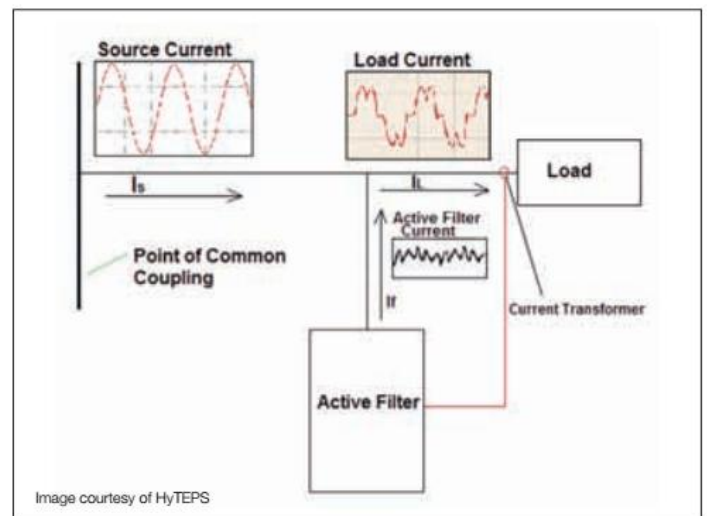 Source Current
Load Current
Is
IL
Load
Active Filter
Current
Point of Common
Coupling
If
Current Transformer
Active Filter
Image courtesy of HyTEPS